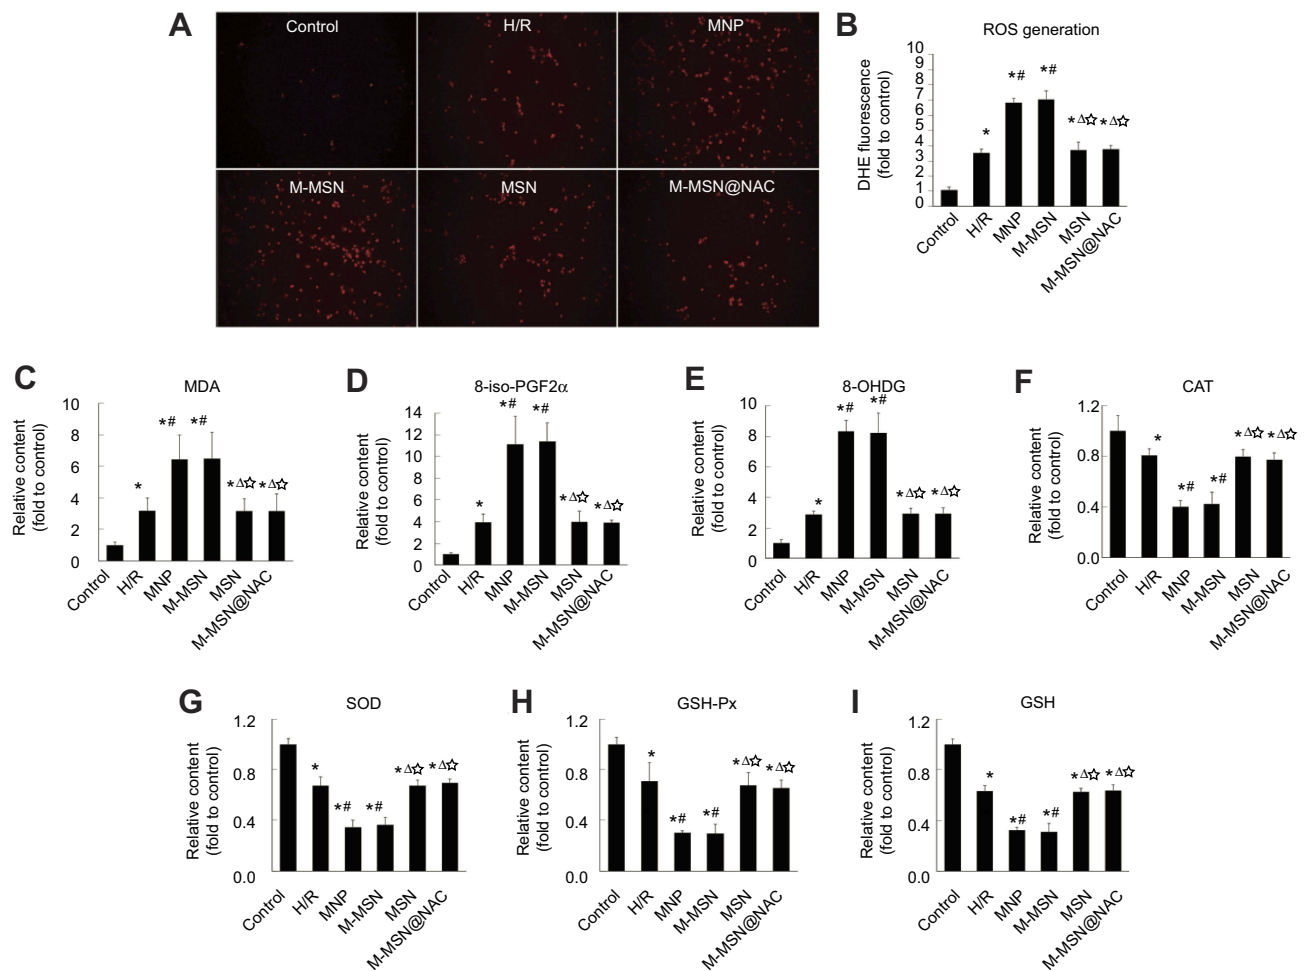 A
Control
H/R
MNP
M-MSN
MSN
M-MSN@NAC
B
ROS generation
DHE fluorescence
(fold to control)
10
9
8
7
6
5
4
3
2
1
0
*
*#
*#
*Δ☆
*Δ☆
Control
H/R
MNP
M-MSN
MSN
M-MSN@NAC
C
MDA
Relative content
(fold to control)
10
8
6
4
2
0
*
*#
*#
*Δ☆
*Δ☆
Control
H/R
MNP
M-MSN
MSN
M-MSN@NAC
D
8-iso-PGF2α
Relative content
(fold to control)
14
12
10
8
6
4
2
0
*
*#
*#
*Δ☆
*Δ☆
Control
H/R
MNP
M-MSN
MSN
M-MSN@NAC
E
8-OHDG
Relative content
(fold to control)
10
8
6
4
2
0
*
*#
*#
*Δ☆
*Δ☆
Control
H/R
MNP
M-MSN
MSN
M-MSN@NAC
F
CAT
Relative content
(fold to control)
1.2
0.8
0.4
0.0
*
*#
*#
*Δ☆
*Δ☆
Control
H/R
MNP
M-MSN
MSN
M-MSN@NAC
G
SOD
Relative content
(fold to control)
1.2
0.8
0.4
0.0
*
*#
*#
*Δ☆
*Δ☆
Control
H/R
MNP
M-MSN
MSN
M-MSN@NAC
H
GSH-Px
Relative content
(fold to control)
1.2
0.8
0.4
0.0
*
*#
*#
*Δ☆
*Δ☆
Control
H/R
MNP
M-MSN
MSN
M-MSN@NAC
I
GSH
Relative content
(fold to control)
1.2
0.8
0.4
0.0
*
*#
*#
*Δ☆
*Δ☆
Control
H/R
MNP
M-MSN
MSN
M-MSN@NAC